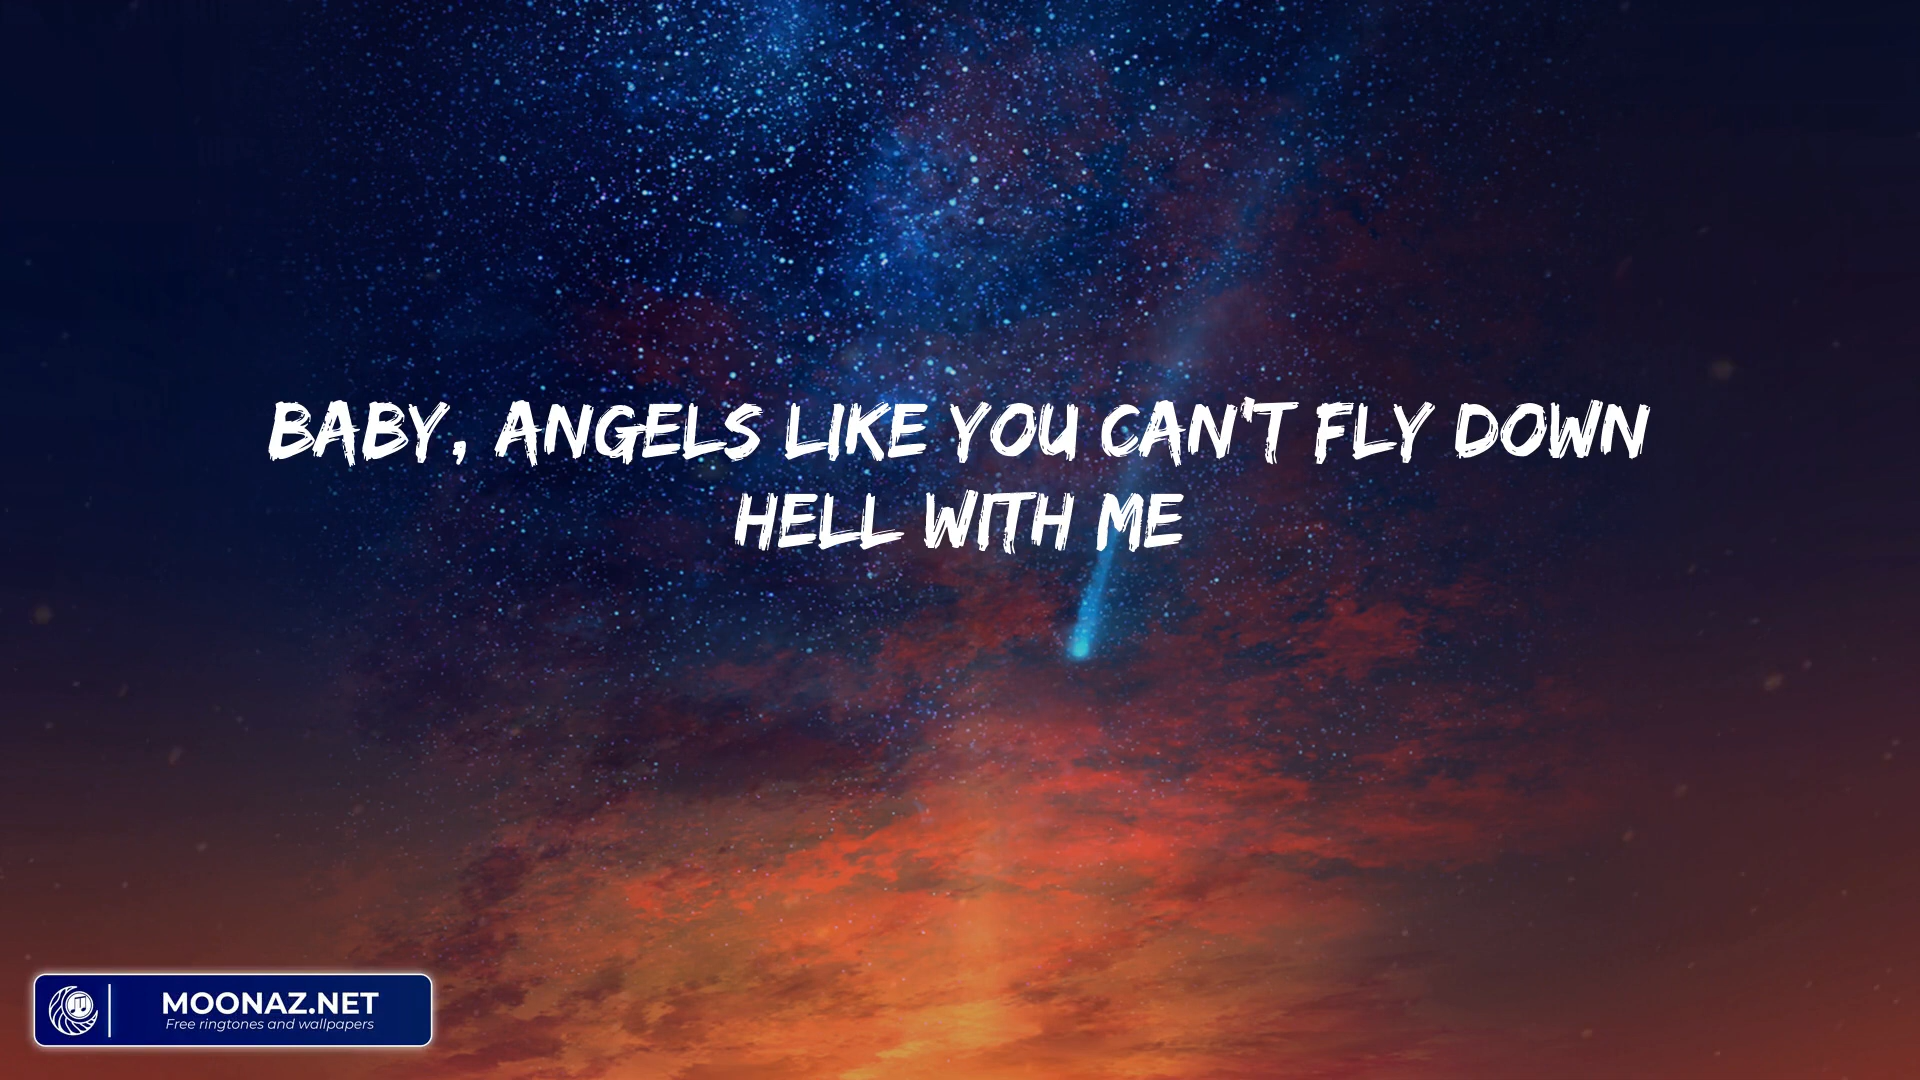 BABY, ANGELS LIKE YOU CAN'T FLY DOWN
HELL WITH ME
MOONAZ.NET
Free ringtones and wallpapers